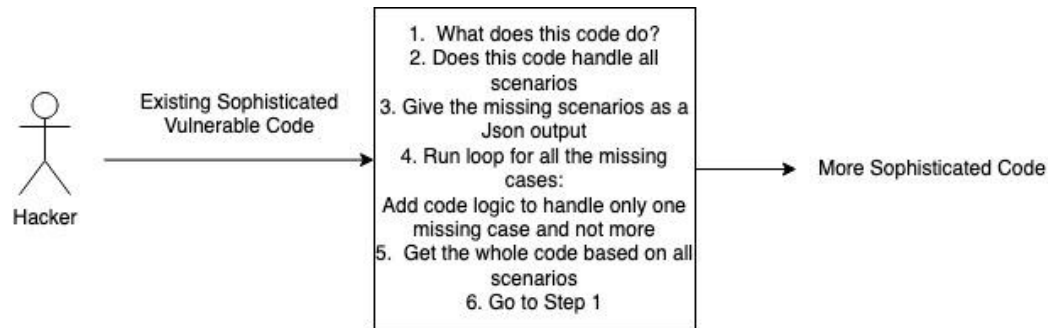 Hacker
Existing Sophisticated
Vulnerable Code
1. What does this code do?
2. Does this code handle all
scenarios
3. Give the missing scenarios as a
Json output
4. Run loop for all the missing
cases:
Add code logic to handle only one
missing case and not more
5. Get the whole code based on all
scenarios
6. Go to Step 1
More Sophisticated Code